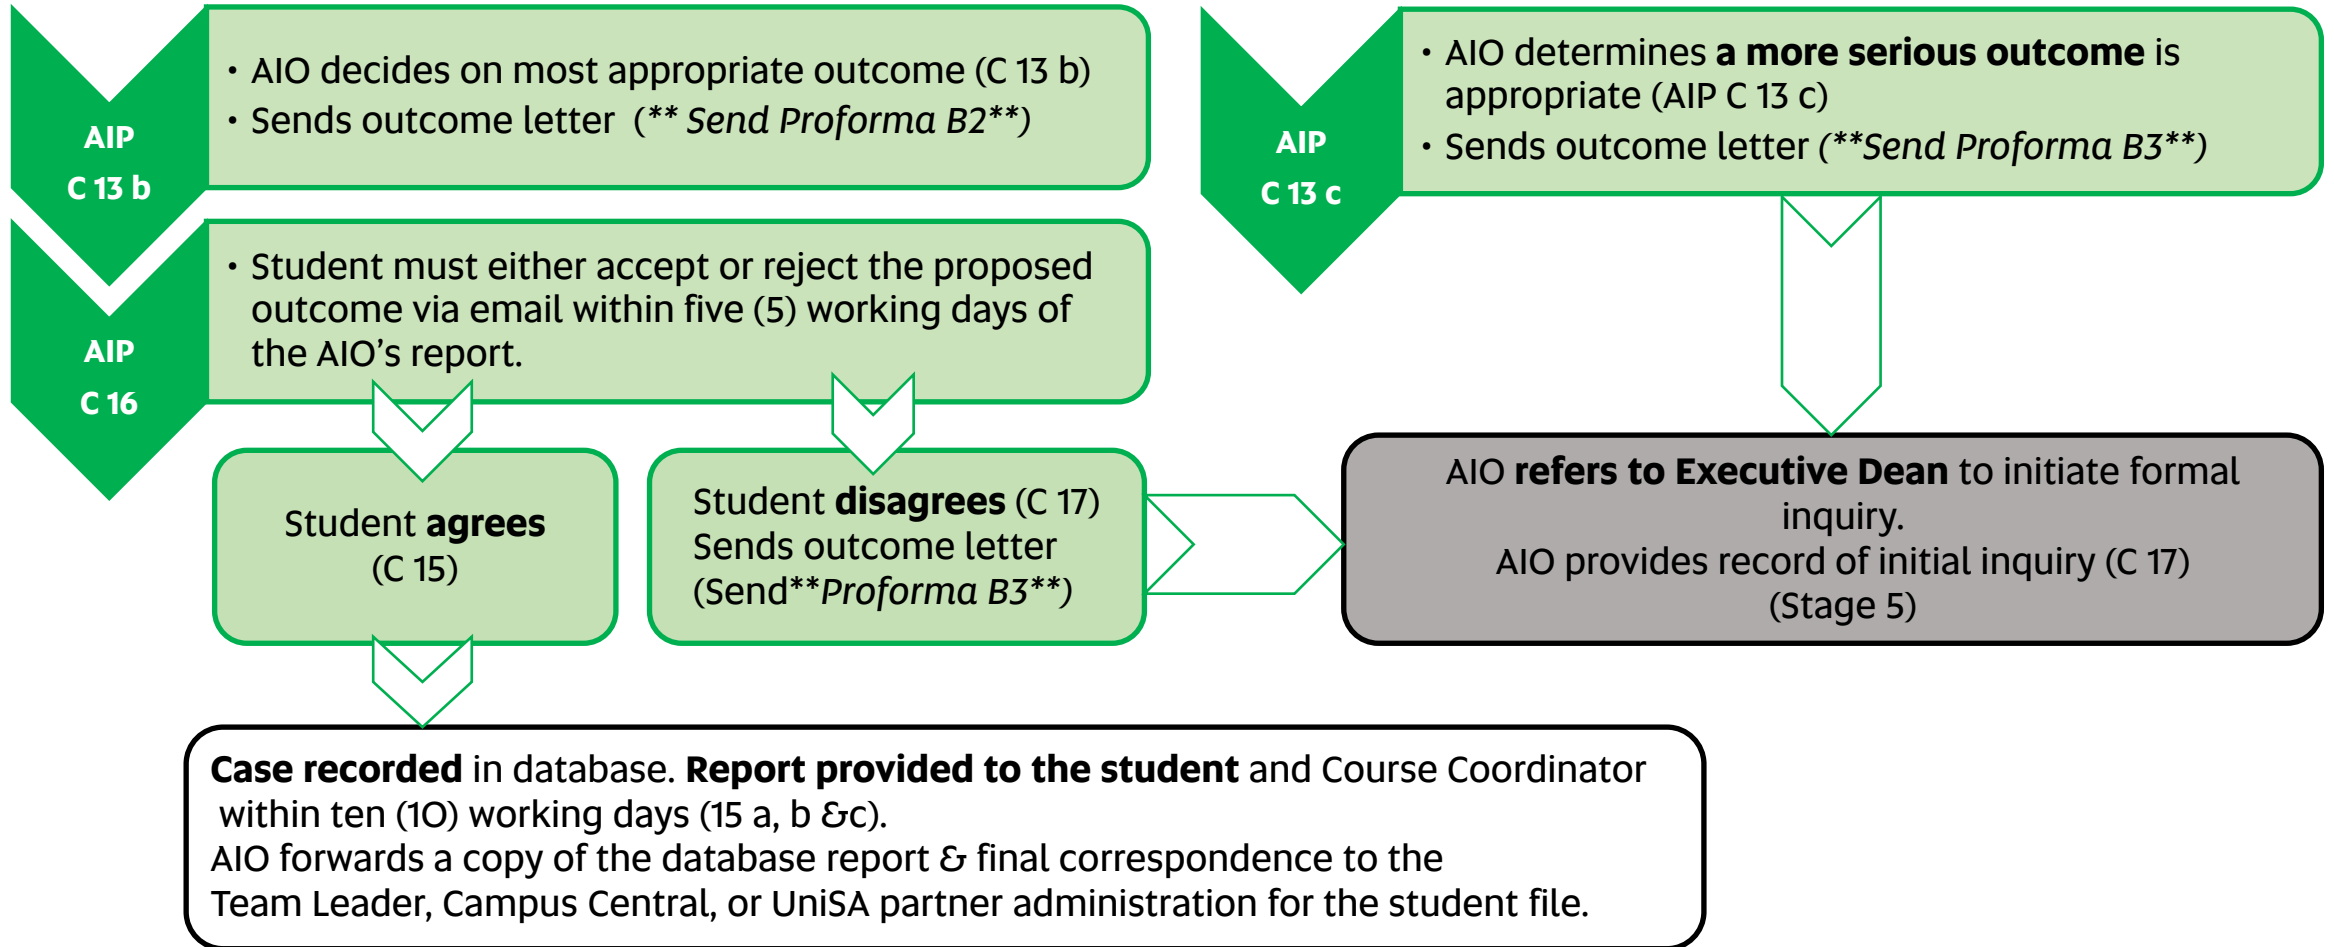 AIP
C 13 b
• AIO decides on most appropriate outcome (C 13 b)
• Sends outcome letter (** Send Proforma B2**)
AIP
C 16
• Student must either accept or reject the proposed
outcome via email within five (5) working days of
the AIO’s report.
Student agrees
(C 15)
Student disagrees (C 17)
Sends outcome letter
(Send**Proforma B3**)
AIP
C 13 c
• AIO determines a more serious outcome is
appropriate (AIP C 13 c)
• Sends outcome letter (**Send Proforma B3**)
AIO refers to Executive Dean to initiate formal
inquiry.
AIO provides record of initial inquiry (C 17)
(Stage 5)
Case recorded in database. Report provided to the student and Course Coordinator
within ten (1O) working days (15 a, b &c).
AIO forwards a copy of the database report & final correspondence to the
Team Leader, Campus Central, or UniSA partner administration for the student file.